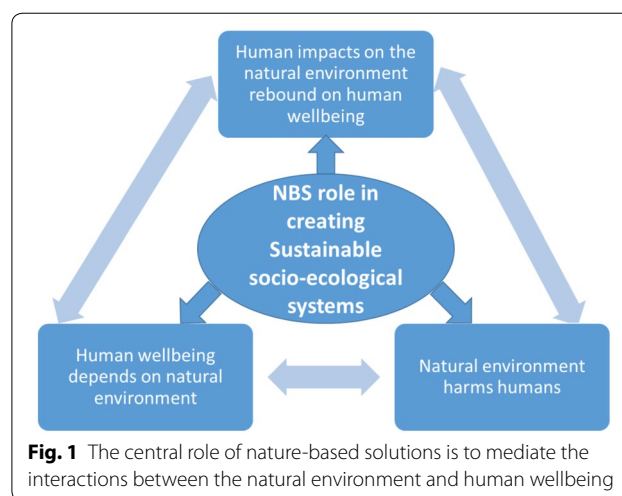 Human impacts on the
natural environment
rebound on human
wellbeing
NBS role in
creating
Sustainable
socio-ecological
systems
Human wellbeing
depends on natural
environment
Natural environment
harms humans
Fig. 1 The central role of nature-based solutions is to mediate the
interactions between the natural environment and human wellbeing